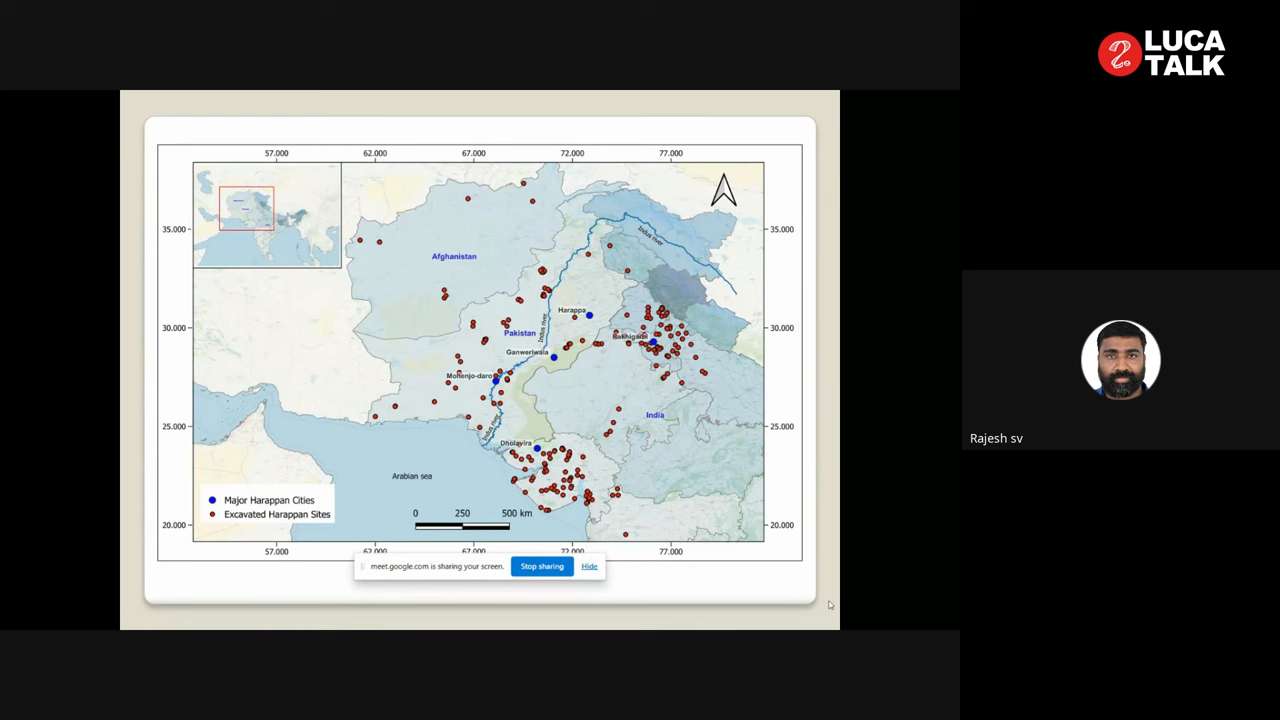 LUCA
TALK
57.000 62.000 67.000 72.000 77.000
35.000 35.000
Indus river
Afghanistan
Harappa
30.000 30.000
Pakistan
Indus river
Rakhigarhi
Ganweriwala
Mohenjo-daro
India
25.000 25.000
Indus river
Dholavira
Arabian sea
Major Harappan Cities
Excavated Harappan Sites
0 250 500 km
20.000 20.000
57.000 62.000 67.000 72.000 77.000
meet.google.com is sharing your screen. Stop sharing Hide
Rajesh sv